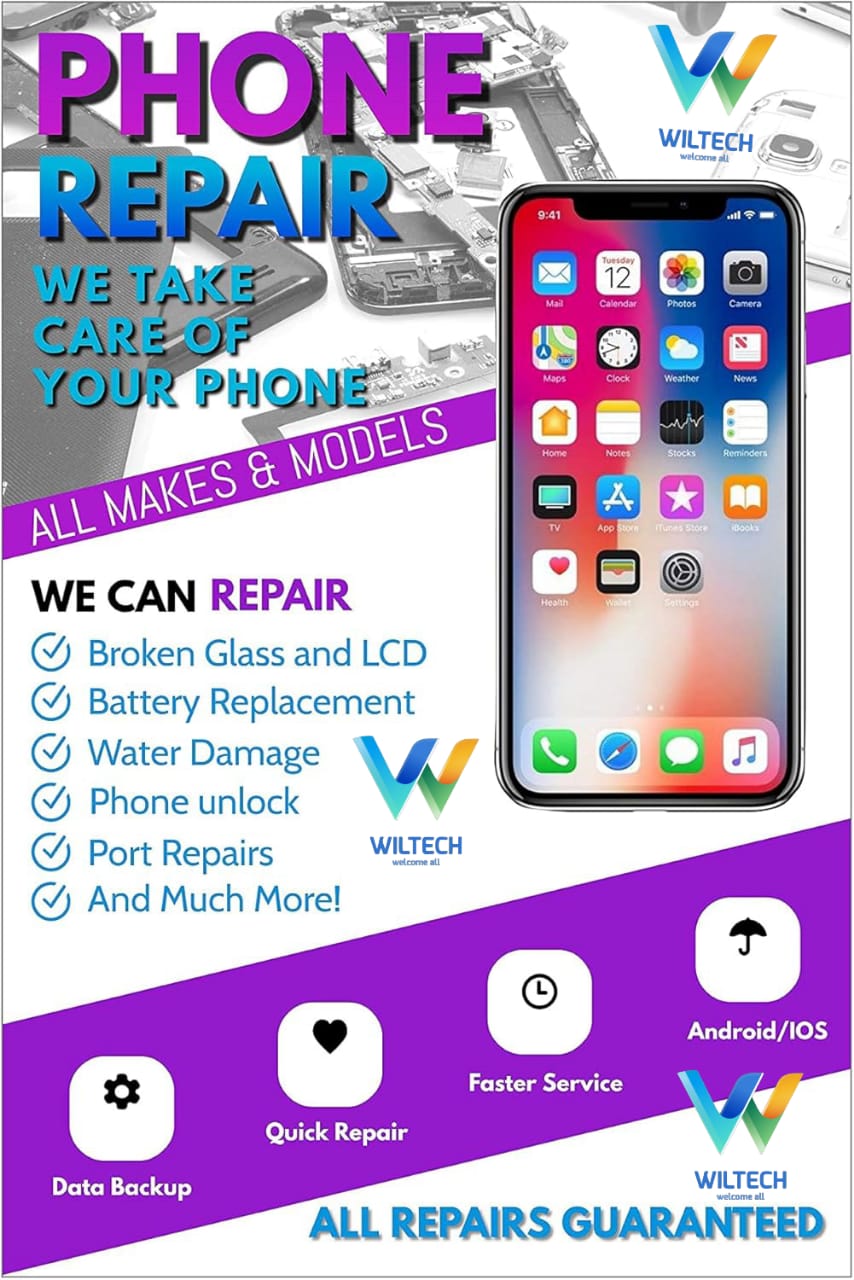 PHONE
REPAIR
WE TAKE
CARE OF
YOUR PHONE
ALL MAKES & MODELS
WILTECH
welcome all
9:41
Tuesday
12
Mail
Calendar
Photos
Camera
280
Maps
Clock
Weather
News
Home
Notes
Stocks
Reminders
tv
TV
App Store
iTunes Store
iBooks
Health
Wallet
Settings
WE CAN REPAIR
Broken Glass and LCD
Battery Replacement
Water Damage
Phone unlock
Port Repairs
And Much More!
WILTECH
welcome all
Data Backup
Quick Repair
Faster Service
Android/IOS
WILTECH
welcome all
ALL REPAIRS GUARANTEED